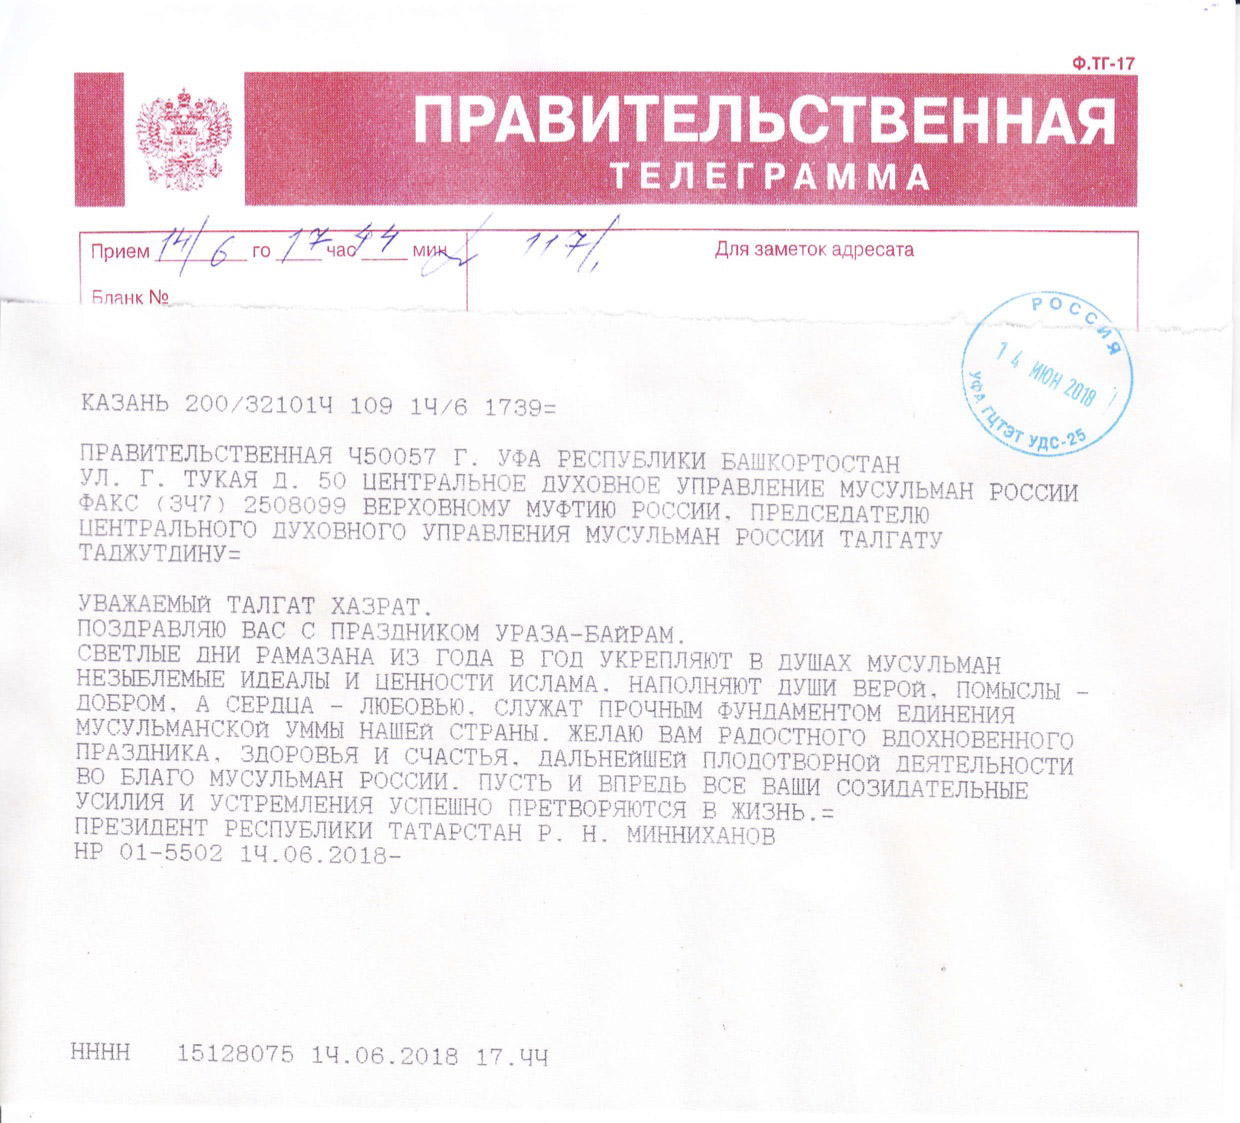 Ф.ТГ-17
ПРАВИТЕЛЬСТВЕННАЯ
ТЕЛЕГРАММА
Прием 14/6 го 17 час 44 мин 117/. Для заметок адресата
Бланк №
РОССИЯ
14 ИЮН 2018
УФА ГЦТЭТ УДС-25
КАЗАНЬ 200/32101Ч 109 1Ч/6 1739=
ПРАВИТЕЛЬСТВЕННАЯ Ч50057 Г. УФА РЕСПУБЛИКИ БАШКОРТОСТАН
УЛ. Г. ТУКАЯ Д. 50 ЦЕНТРАЛЬНОЕ ДУХОВНОЕ УПРАВЛЕНИЕ МУСУЛЬМАН РОССИИ
ФАКС (3Ч7) 2508099 ВЕРХОВНОМУ МУФТИЮ РОССИИ, ПРЕДСЕДАТЕЛЮ
ЦЕНТРАЛЬНОГО ДУХОВНОГО УПРАВЛЕНИЯ МУСУЛЬМАН РОССИИ ТАЛГАТУ
ТАДЖУТДИНУ=
УВАЖАЕМЫЙ ТАЛГАТ ХАЗРАТ.
ПОЗДРАВЛЯЮ ВАС С ПРАЗДНИКОМ УРАЗА-БАЙРАМ.
СВЕТЛЫЕ ДНИ РАМАЗАНА ИЗ ГОДА В ГОД УКРЕПЛЯЮТ В ДУШАХ МУСУЛЬМАН
НЕЗЫБЛЕМЫЕ ИДЕАЛЫ И ЦЕННОСТИ ИСЛАМА, НАПОЛНЯЮТ ДУШИ ВЕРОЙ, ПОМЫСЛЫ -
ДОБРОМ, А СЕРДЦА - ЛЮБОВЬЮ, СЛУЖАТ ПРОЧНЫМ ФУНДАМЕНТОМ ЕДИНЕНИЯ
МУСУЛЬМАНСКОЙ УММЫ НАШЕЙ СТРАНЫ. ЖЕЛАЮ ВАМ РАДОСТНОГО ВДОХНОВЕННОГО
ПРАЗДНИКА, ЗДОРОВЬЯ И СЧАСТЬЯ, ДАЛЬНЕЙШЕЙ ПЛОДОТВОРНОЙ ДЕЯТЕЛЬНОСТИ
ВО БЛАГО МУСУЛЬМАН РОССИИ. ПУСТЬ И ВПРЕДЬ ВСЕ ВАШИ СОЗИДАТЕЛЬНЫЕ
УСИЛИЯ И УСТРЕМЛЕНИЯ УСПЕШНО ПРЕТВОРЯЮТСЯ В ЖИЗНЬ.=
ПРЕЗИДЕНТ РЕСПУБЛИКИ ТАТАРСТАН Р. Н. МИННИХАНОВ
НР 01-5502 1Ч.06.2018-
НННН 15128075 1Ч.06.2018 17.ЧЧ